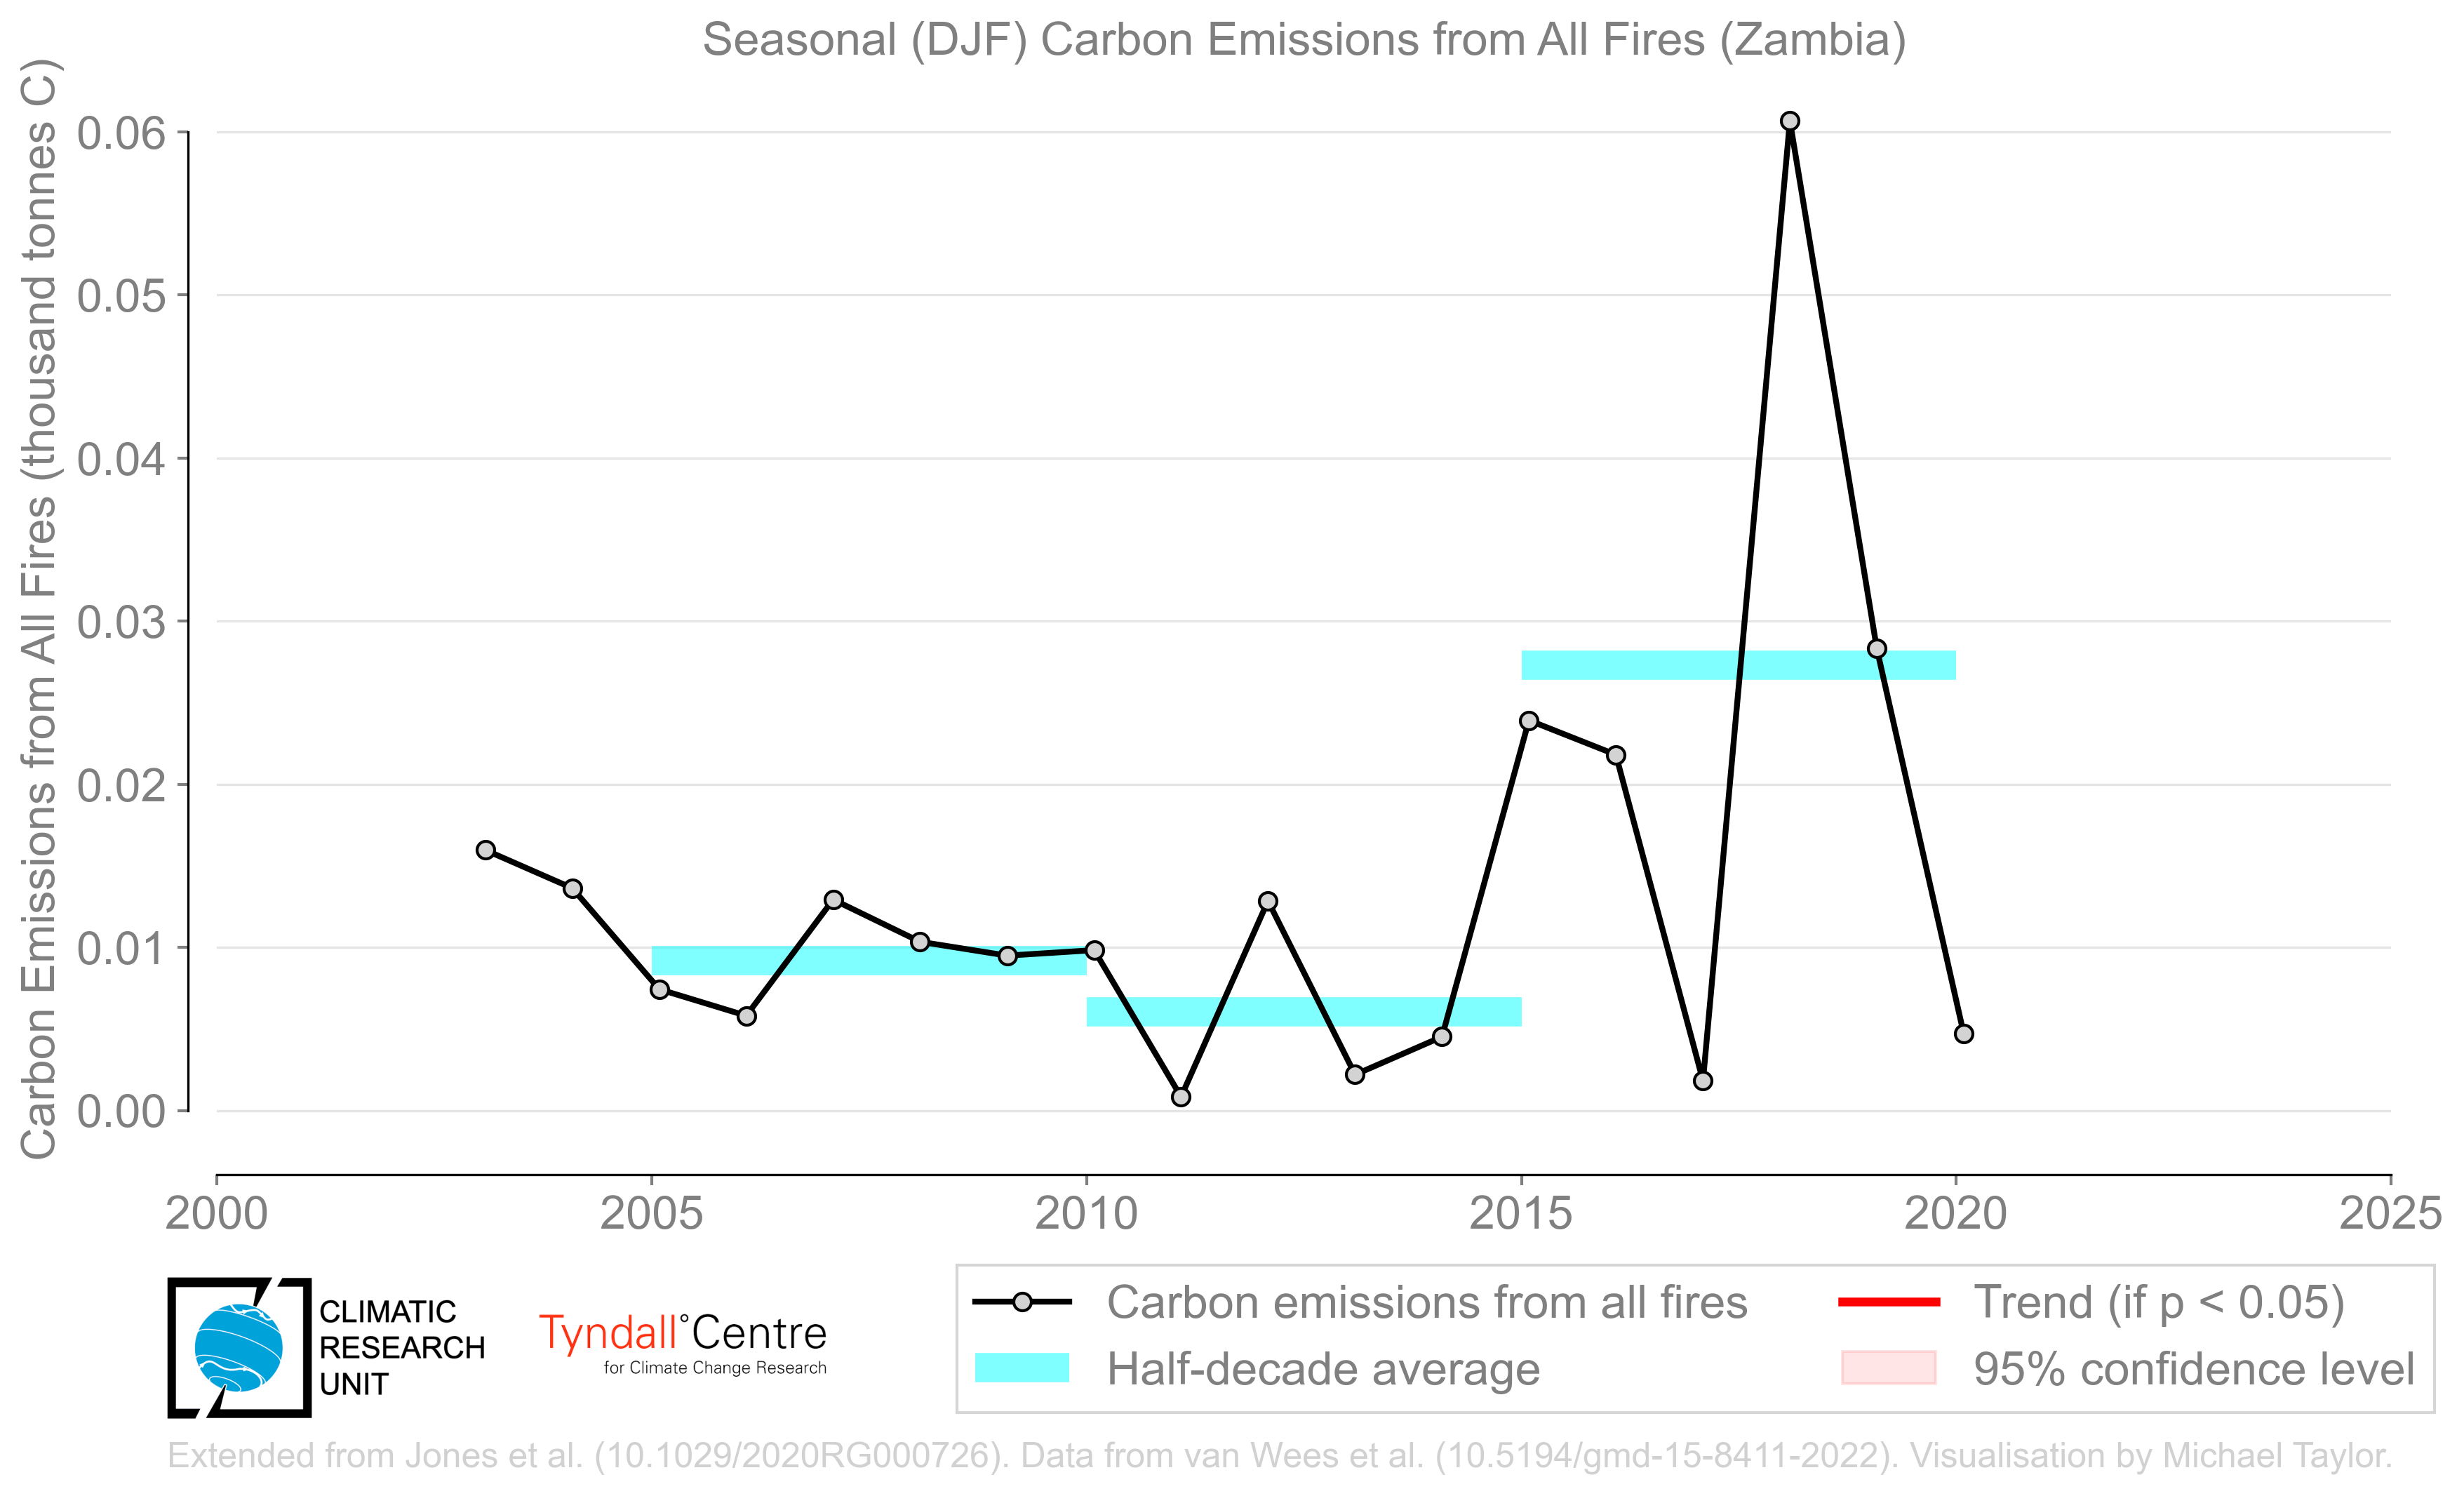 Seasonal (DJF) Carbon Emissions from All Fires (Zambia)
Carbon Emissions from All Fires (thousand tonnes C)
0.06
0.05
0.04
0.03
0.02
0.01
0.00
2000 2005 2010 2015 2020 2025
CLIMATIC
RESEARCH
UNIT
Tyndall°Centre
for Climate Change Research
Carbon emissions from all fires
Half-decade average
Trend (if p < 0.05)
95% confidence level
Extended from Jones et al. (10.1029/2020RG000726). Data from van Wees et al. (10.5194/gmd-15-8411-2022). Visualisation by Michael Taylor.